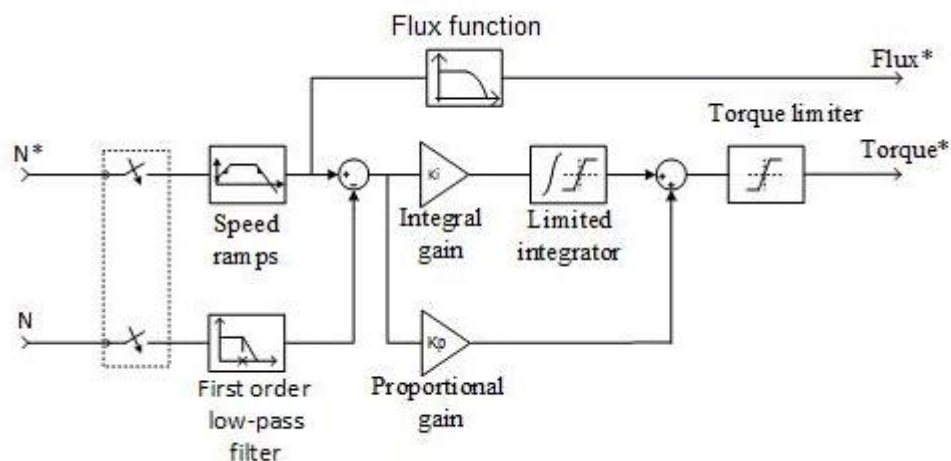 Flux function
Flux*
Torque limiter
N*
Torque*
+
-
Ki
+
+
Speed
ramps
Integral
gain
Limited
integrator
N
Kp
First order
low-pass
filter
Proportional
gain